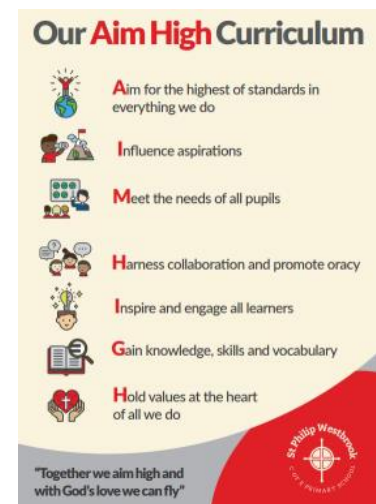 Our Aim High Curriculum
Aim for the highest of standards in
everything we do
Influence aspirations
Meet the needs of all pupils
Harness collaboration and promote oracy
Inspire and engage all learners
Gain knowledge, skills and vocabulary
Hold values at the heart
of all we do
"Together we aim high and
with God's love we can fly"
St Philip Westbrook
C OF E PRIMARY SCHOOL